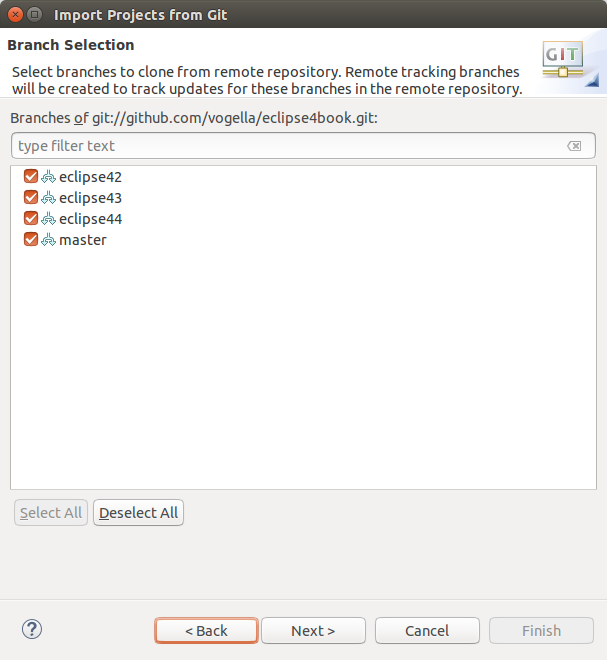 Import Projects from Git
Branch Selection
Select branches to clone from remote repository. Remote tracking branches
will be created to track updates for these branches in the remote repository.
GIT
Branches of git://github.com/vogella/eclipse4book.git:
type filter text
eclipse42
eclipse43
eclipse44
master
Select All Deselect All
? < Back Next > Cancel Finish